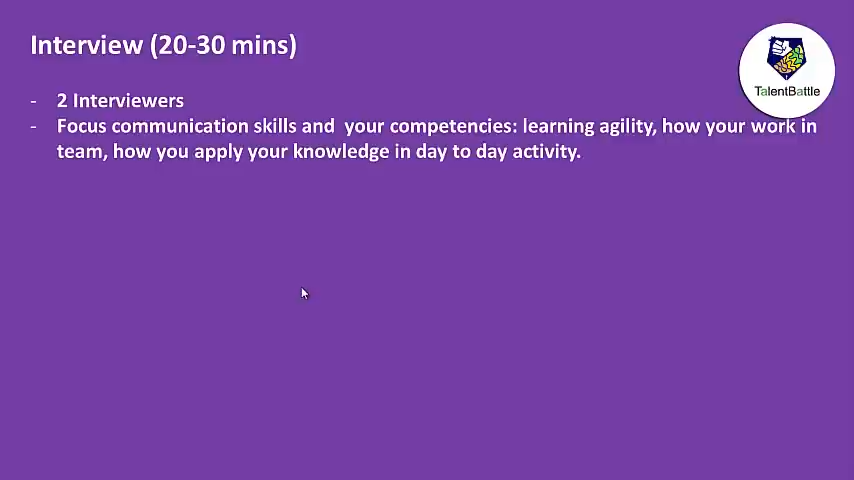 Interview (20-30 mins)
- 2 Interviewers
- Focus communication skills and  your competencies: learning agility, how your work in
team, how you apply your knowledge in day to day activity.
TalentBattle